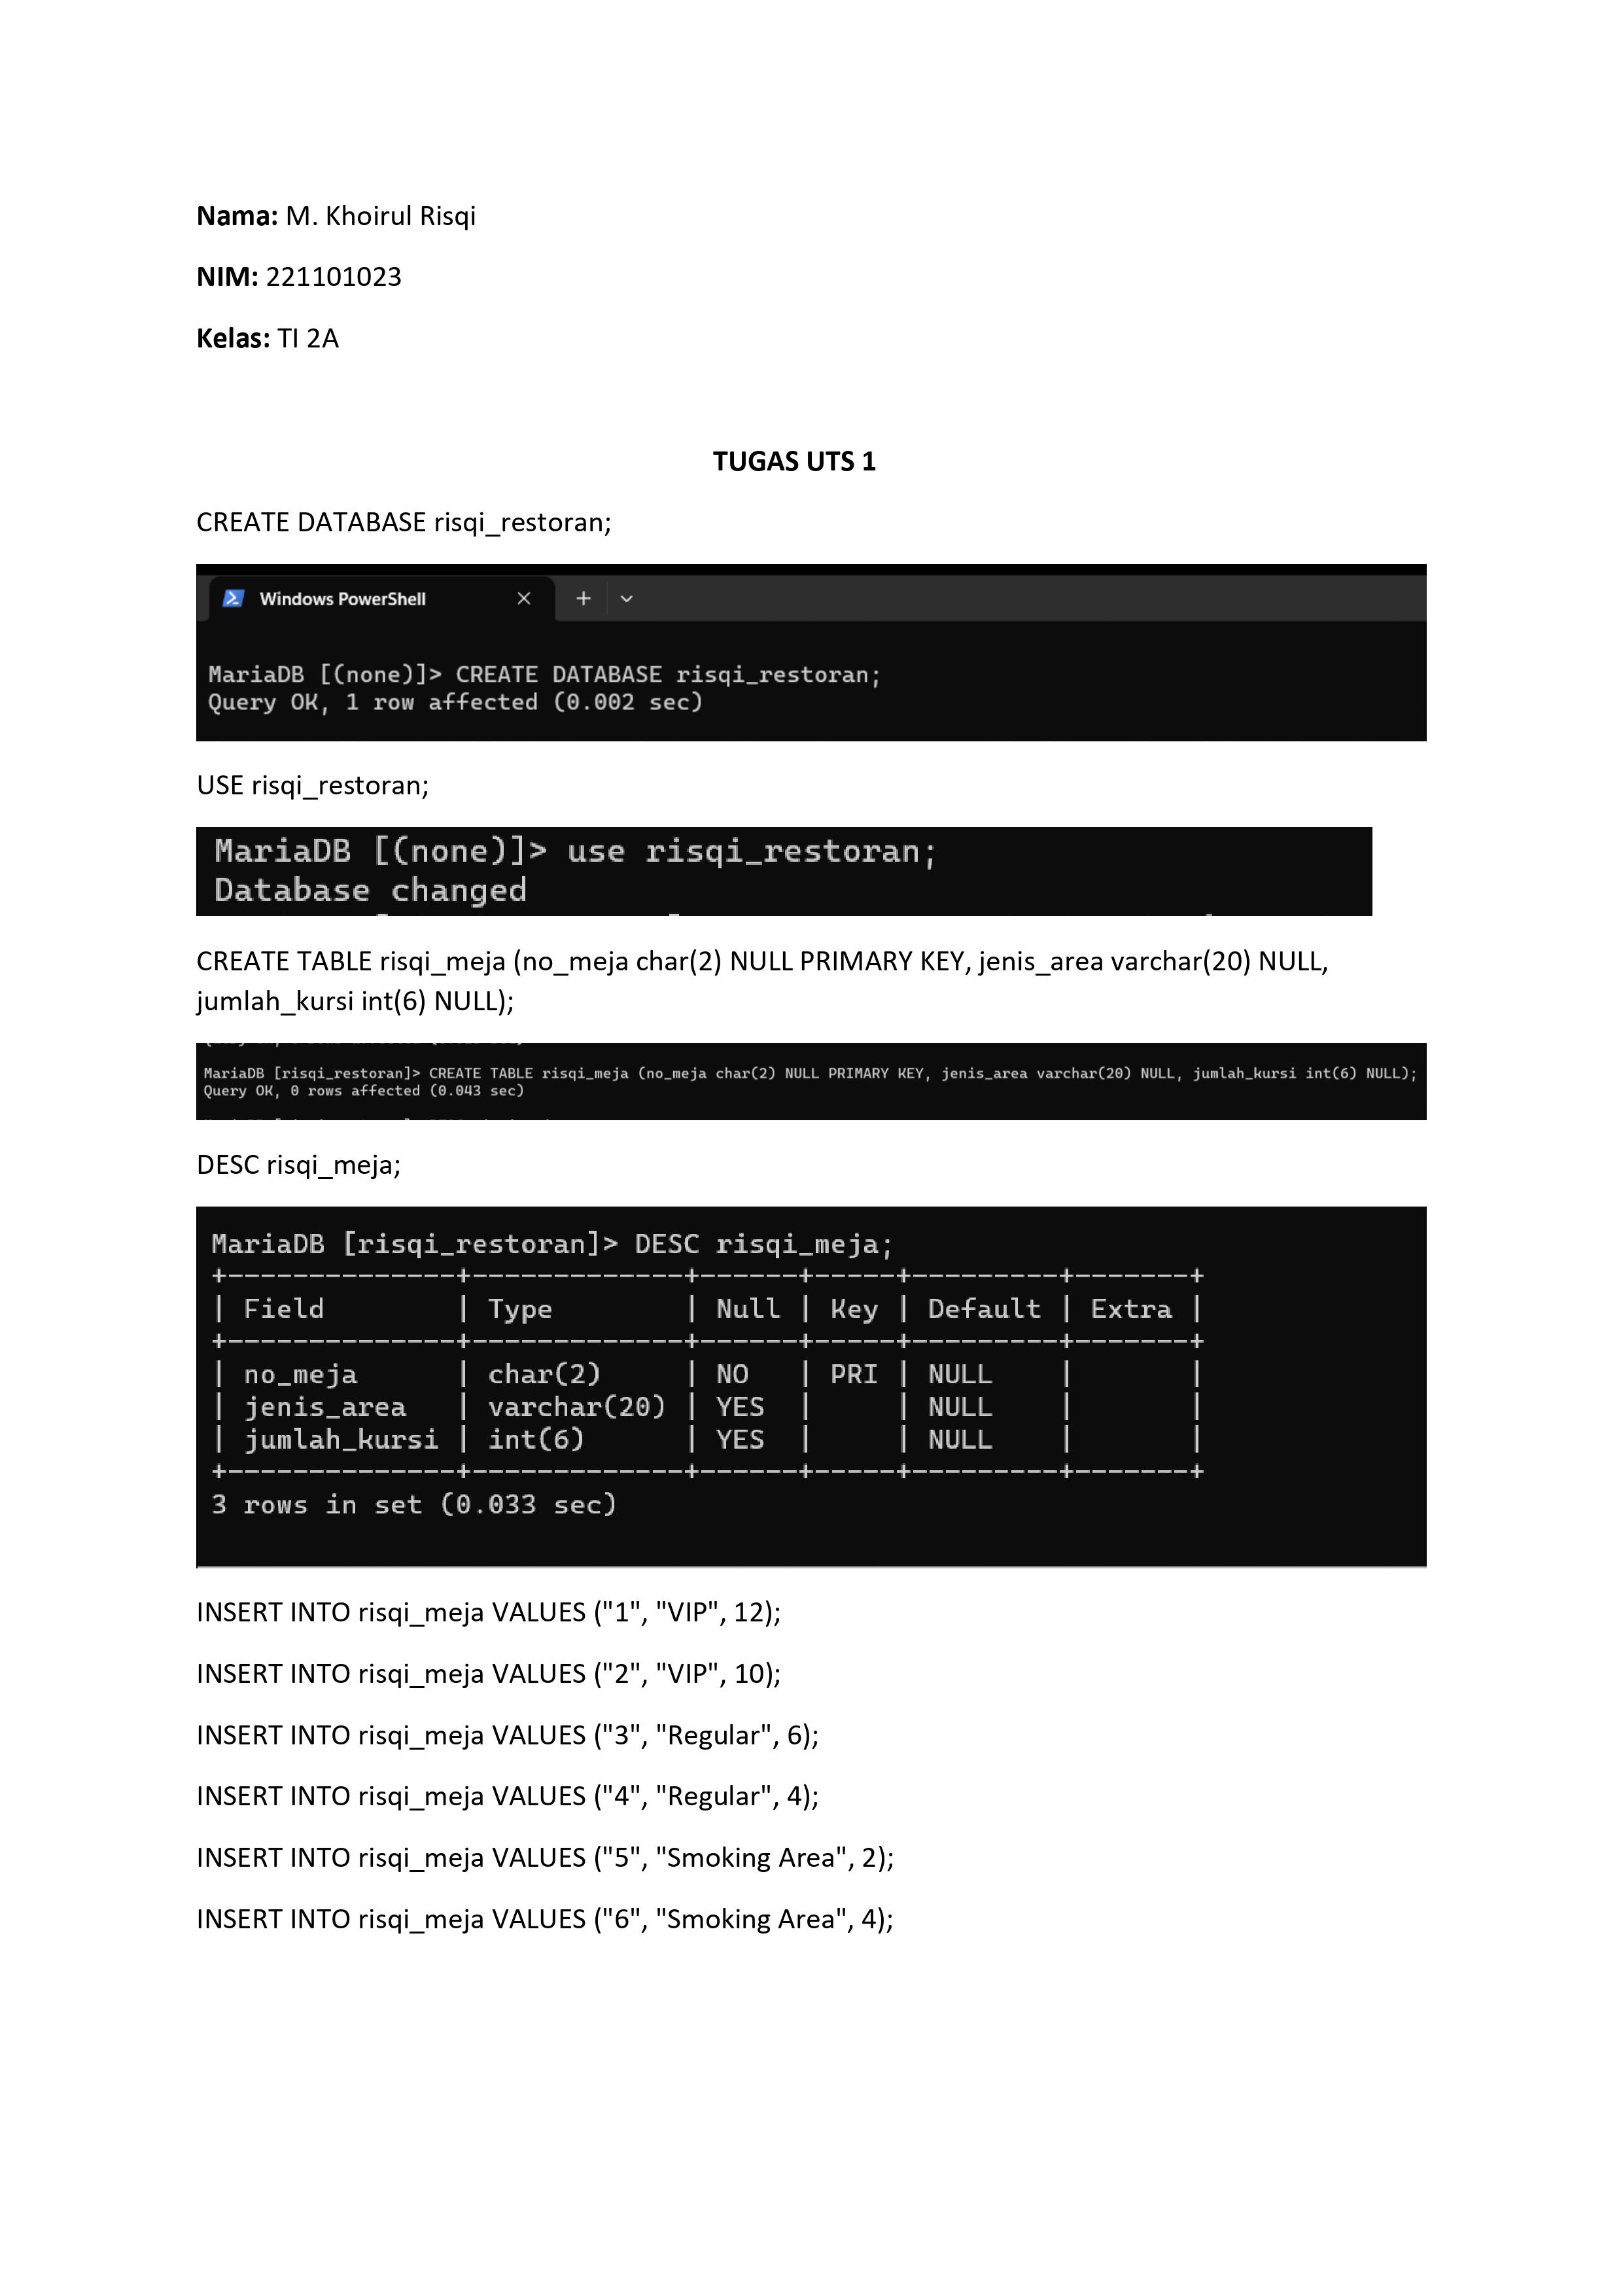 Nama: M. Khoirul Risqi
NIM: 221101023
Kelas: TI 2A
TUGAS UTS 1
CREATE DATABASE risqi_restoran;
Windows PowerShell
MariaDB [(none)]> CREATE DATABASE risqi_restoran;
Query OK, 1 row affected (0.002 sec)
USE risqi_restoran;
MariaDB [(none)]> use risqi_restoran;
Database changed
CREATE TABLE risqi_meja (no_meja char(2) NULL PRIMARY KEY, jenis_area varchar(20) NULL,
jumlah_kursi int(6) NULL);
MariaDB [risqi_restoran]> CREATE TABLE risqi_meja (no_meja char(2) NULL PRIMARY KEY, jenis_area varchar(20) NULL, jumlah_kursi int(6) NULL);
Query OK, 0 rows affected (0.043 sec)
DESC risqi_meja;
MariaDB [risqi_restoran]> DESC risqi_meja;
+--------------+-------------+------+-----+---------+-------+
| Field        | Type        | Null | Key | Default | Extra |
+--------------+-------------+------+-----+---------+-------+
| no_meja      | char(2)     | NO   | PRI | NULL    |       |
| jenis_area   | varchar(20) | YES  |     | NULL    |       |
| jumlah_kursi | int(6)      | YES  |     | NULL    |       |
+--------------+-------------+------+-----+---------+-------+
3 rows in set (0.033 sec)
INSERT INTO risqi_meja VALUES ("1", "VIP", 12);
INSERT INTO risqi_meja VALUES ("2", "VIP", 10);
INSERT INTO risqi_meja VALUES ("3", "Regular", 6);
INSERT INTO risqi_meja VALUES ("4", "Regular", 4);
INSERT INTO risqi_meja VALUES ("5", "Smoking Area", 2);
INSERT INTO risqi_meja VALUES ("6", "Smoking Area", 4);